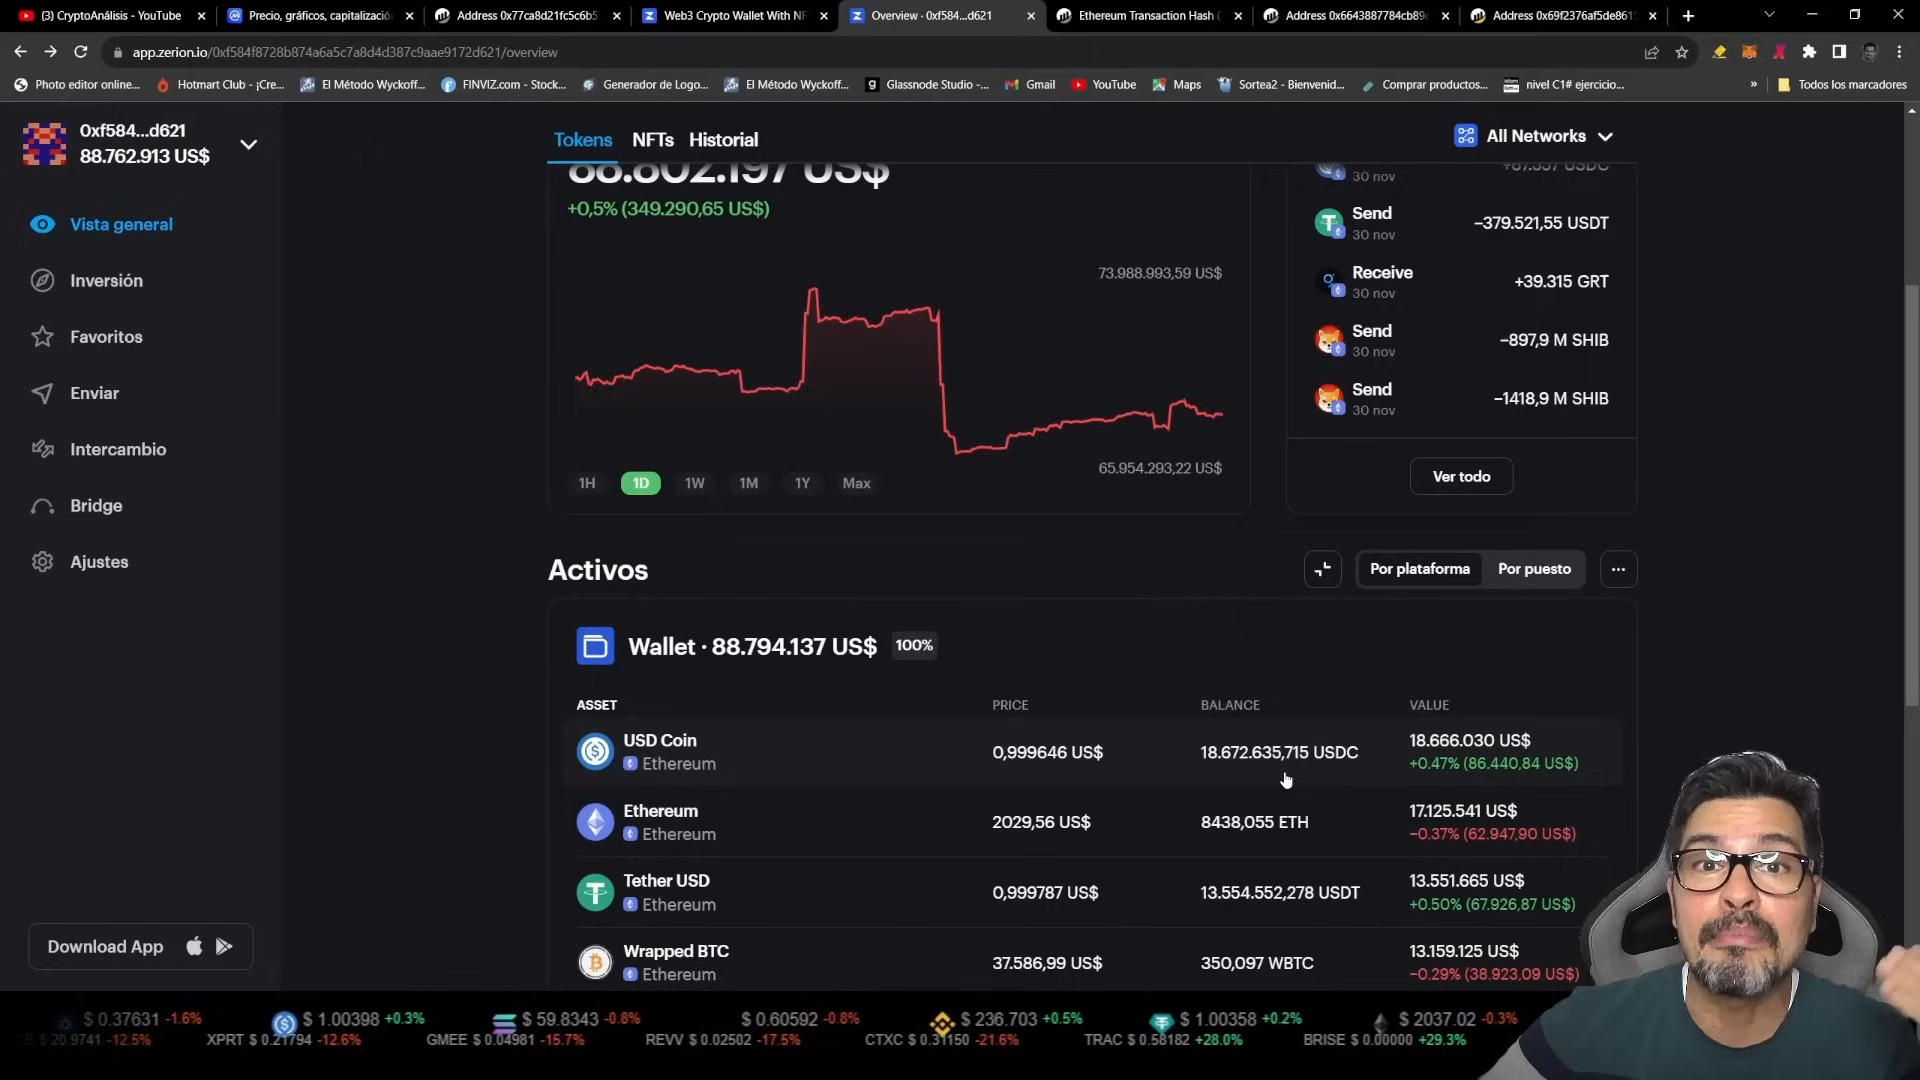 (3) CryptoAnálisis - YouTube
Precio, gráficos, capitalizació
Address 0x77ca8d21fc5c6b5
Web3 Crypto Wallet With NF
Overview · 0xf584...d621
Ethereum Transaction Hash (
Address 0x6643887784cb89
Address 0x69f2376af5de861
app.zerion.io/0xf584f8728b874a6a5c7a8d4d387c9aae9172d621/overview
Photo editor online...
Hotmart Club - ¡Cre...
El Método Wyckoff...
FINVIZ.com - Stock...
Generador de Logo...
El Método Wyckoff...
Glassnode Studio -...
Gmail
YouTube
Maps
Sortea2 - Bienvenid...
Comprar productos...
nivel C1# ejercicio...
»
Todos los marcadores
0xf584...d621
88.762.913 US$
Vista general
Inversión
Favoritos
Enviar
Intercambio
Bridge
Ajustes
Download App
Tokens
NFTs
Historial
All Networks
88.802.197 US$
+0,5% (349.290,65 US$)
73.988.993,59 US$
65.954.293,22 US$
1H
1D
1W
1M
1Y
Max
30 nov
Send
30 nov
−379.521,55 USDT
Receive
30 nov
+39.315 GRT
Send
30 nov
−897,9 M SHIB
Send
30 nov
−1418,9 M SHIB
Ver todo
Activos
Por plataforma
Por puesto
Wallet · 88.794.137 US$
100%
ASSET
PRICE
BALANCE
VALUE
USD Coin
Ethereum
0,999646 US$
18.672.635,715 USDC
18.666.030 US$
+0.47% (86.440,84 US$)
Ethereum
Ethereum
2029,56 US$
8438,055 ETH
17.125.541 US$
−0.37% (62.947,90 US$)
Tether USD
Ethereum
0,999787 US$
13.554.552,278 USDT
13.551.665 US$
+0.50% (67.926,87 US$)
Wrapped BTC
Ethereum
37.586,99 US$
350,097 WBTC
13.159.125 US$
−0.29% (38.923,09 US$)
$ 0.37631 -1.6%
$ 1.00398 +0.3%
$ 59.8343 -0.8%
$ 0.60592 -0.8%
$ 236.703 +0.5%
$ 1.00358 +0.2%
$ 2037.02 -0.3%
$ 20.9741 -12.5%
XPRT $ 0.21794 -12.6%
GMEE $ 0.04981 -15.7%
REVV $ 0.02502 -17.5%
CTXC $ 0.31150 -21.6%
TRAC $ 0.58182 +28.0%
BRISE $ 0.00000 +29.3%